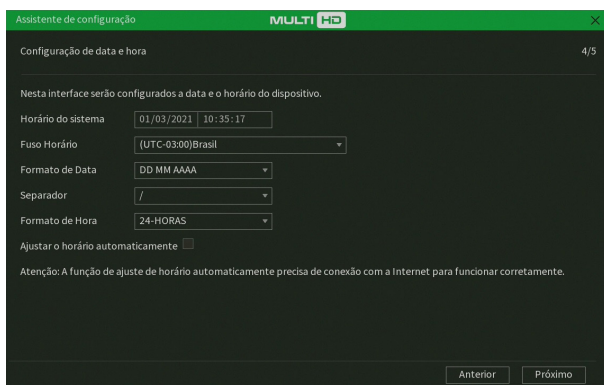 Assistente de configuração MULTI HD X
Configuração de data e hora 4/5
Nesta interface serão configurados a data e o horário do dispositivo.
Horário do sistema 01/03/2021 10:35:17
Fuso Horário (UTC-03:00)Brasil
Formato de Data DD MM AAAA
Separador /
Formato de Hora 24-HORAS
Ajustar o horário automaticamente
Atenção: A função de ajuste de horário automaticamente precisa de conexão com a Internet para funcionar corretamente.
Anterior Próximo